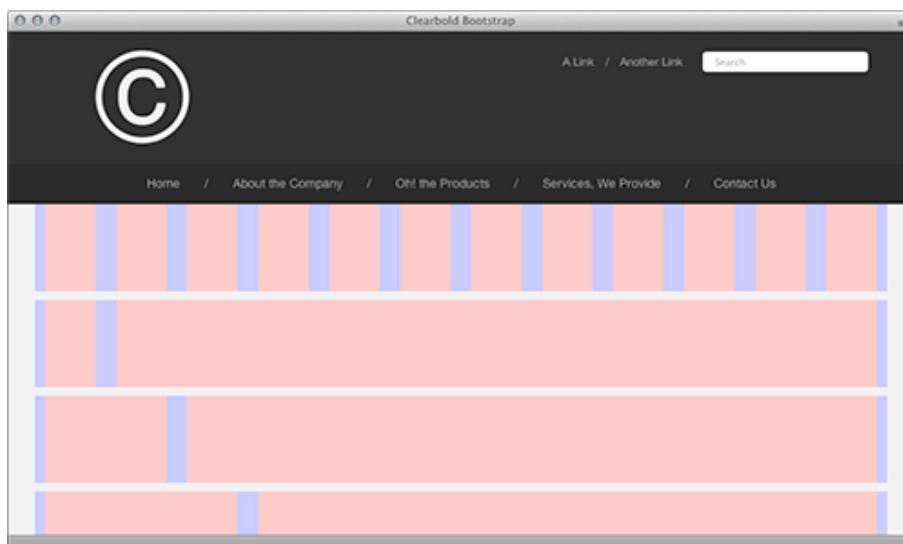 Clearbold Bootstrap
A Link / Another Link Search
©
Home / About the Company / Oh! the Products / Services, We Provide / Contact Us